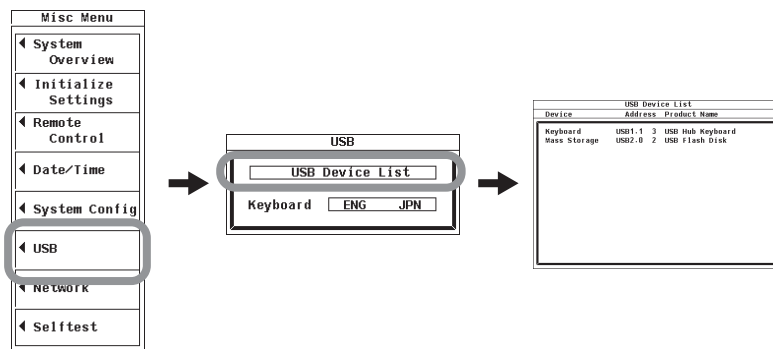 Misc Menu
System
Overview
Initialize
Settings
Remote
Control
Date/Time
System Config
USB
Network
Selftest
USB
USB Device List
Keyboard ENG JPN
USB Device List
Device Address Product Name
Keyboard USB1.1 3 USB Hub Keyboard
Mass Storage USB2.0 2 USB Flash Disk